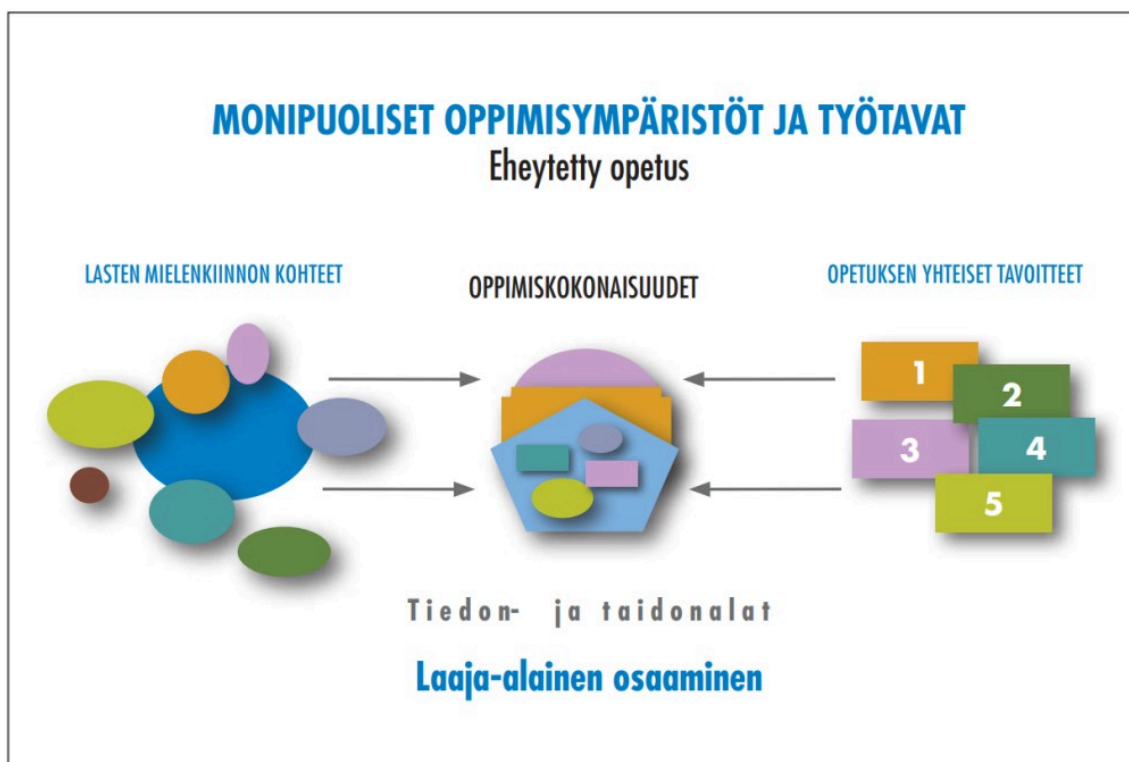 MONIPUOLISET OPPIMISYMPÄRISTÖT JA TYÖTAVAT
Eheytetty opetus
LASTEN MIELENKIINNON KOHTEET
OPPIMISKOKONAISUUDET
OPETUKSEN YHTEISET TAVOITTEET
1
2
3
4
5
Tiedon- ja taidonalat
Laaja-alainen osaaminen